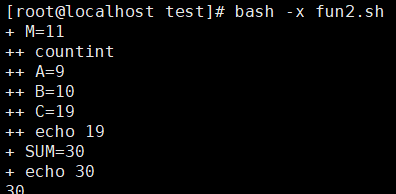 [root@localhost test]# bash -x fun2.sh
+ M=11
++ countint
++ A=9
++ B=10
++ C=19
++ echo 19
+ SUM=30
+ echo 30
30